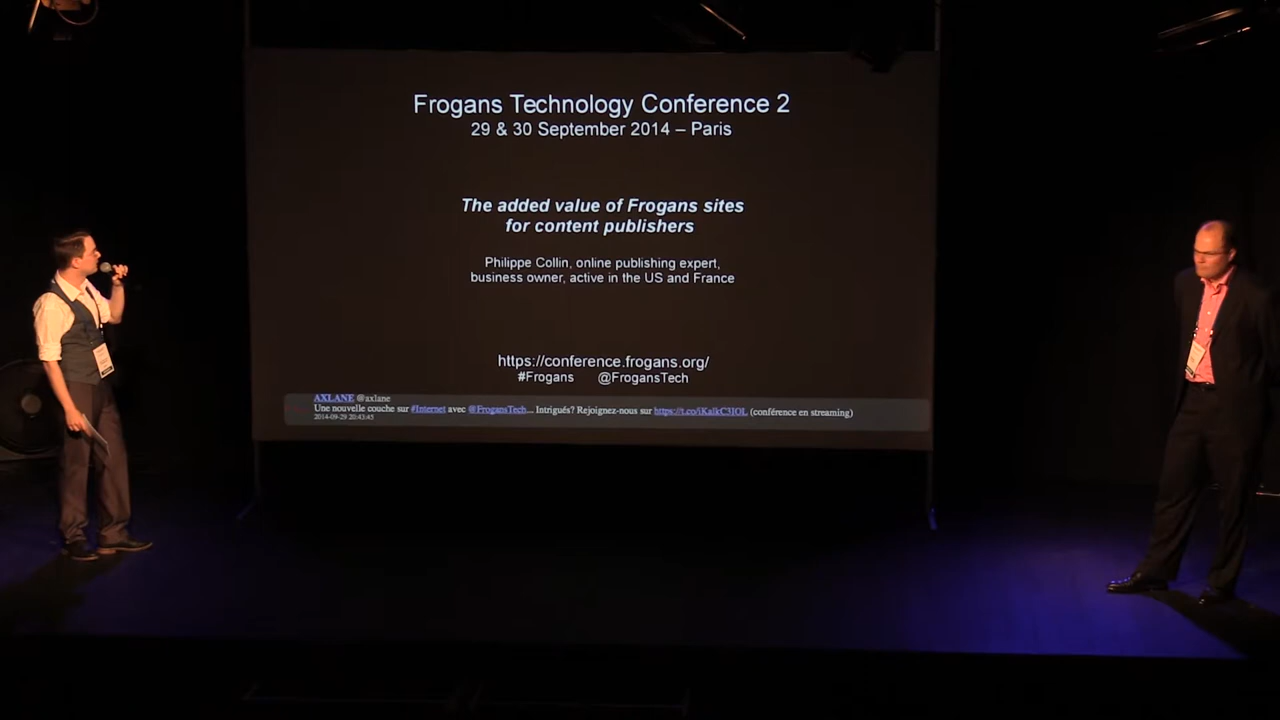 Frogans Technology Conference 2
29 & 30 September 2014 – Paris
The added value of Frogans sites
for content publishers
Philippe Collin, online publishing expert,
business owner, active in the US and France
https://conference.frogans.org/
#Frogans @FrogansTech
AXLANE @axlane
Une nouvelle couche sur #Internet avec @FrogansTech... Intrigués? Rejoignez-nous sur (conférence en streaming)
2014-09-29 20:43:45